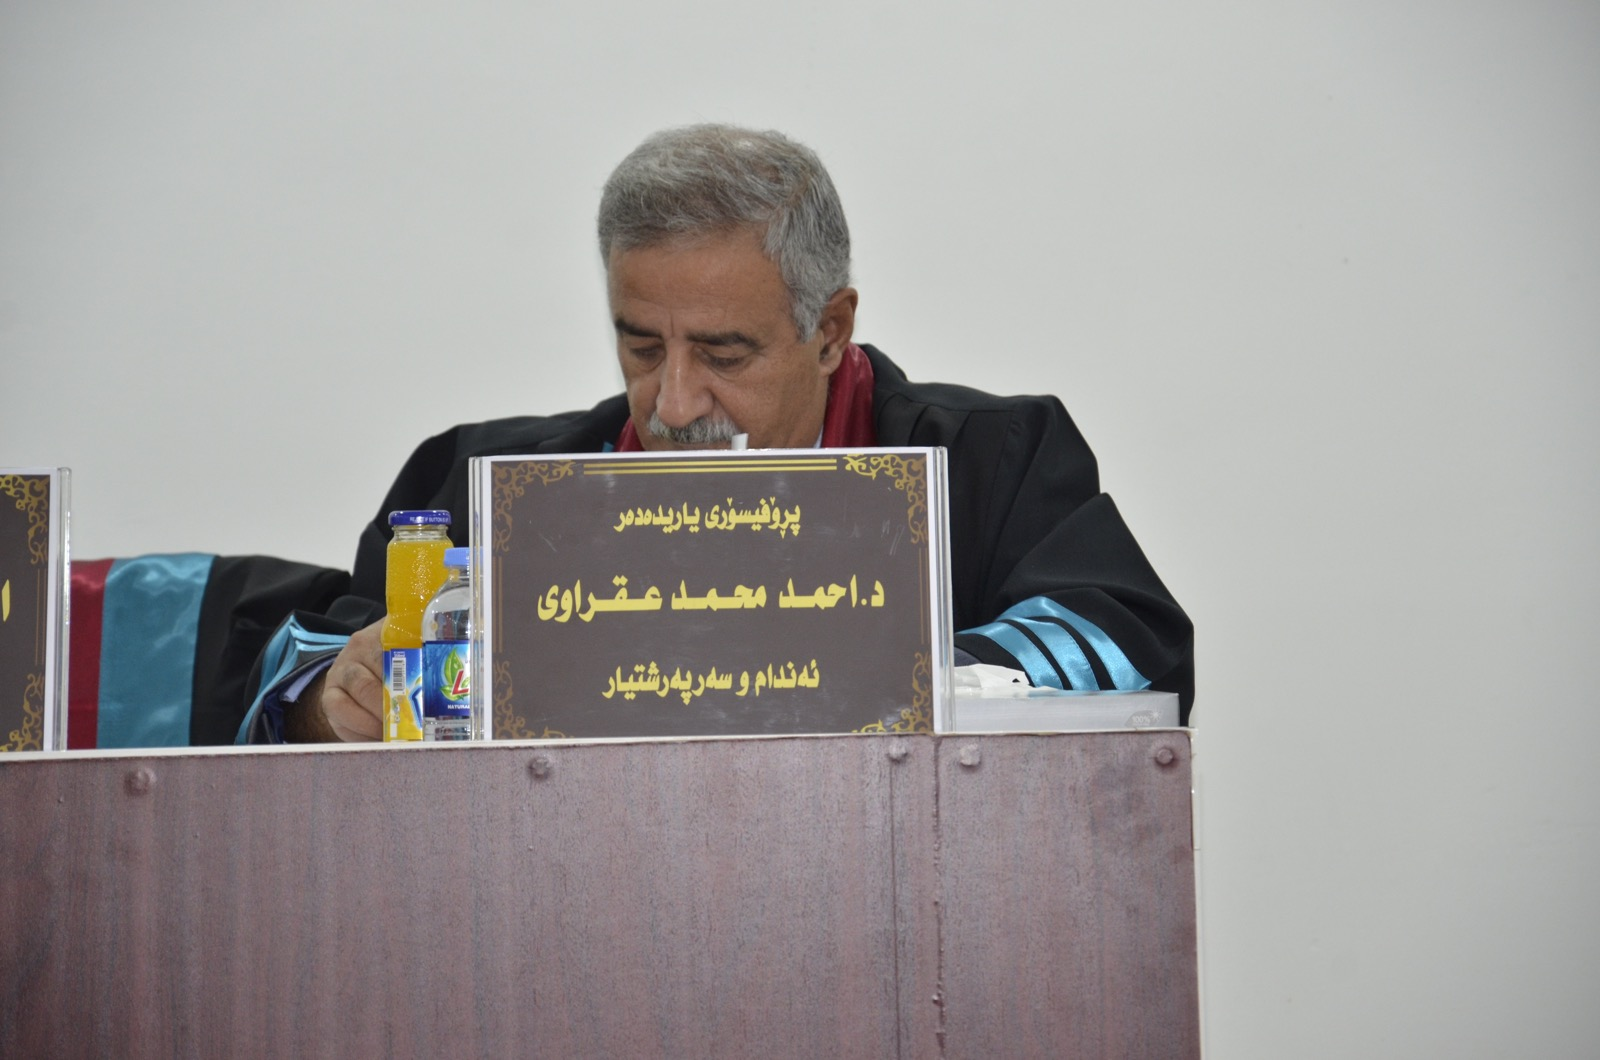 پرۆفیسۆری یاریدەدەر
د.احمد محمد عقراوی
ئەندام و سەرپەرشتیار